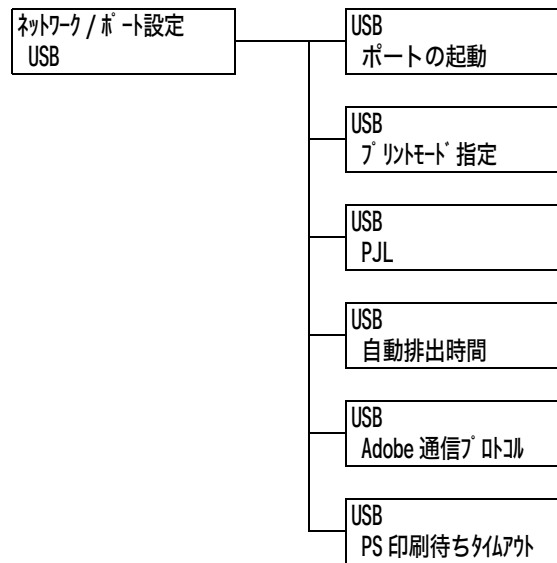 ﾈｯﾄﾜｰｸ / ﾎﾟｰﾄ設定
USB
USB
ポートの起動
USB
ﾌﾟﾘﾝﾄﾓｰﾄﾞ指定
USB
PJL
USB
自動排出時間
USB
Adobe 通信ﾌﾟﾛﾄｺﾙ
USB
PS 印刷待ちﾀｲﾑｱｳﾄ